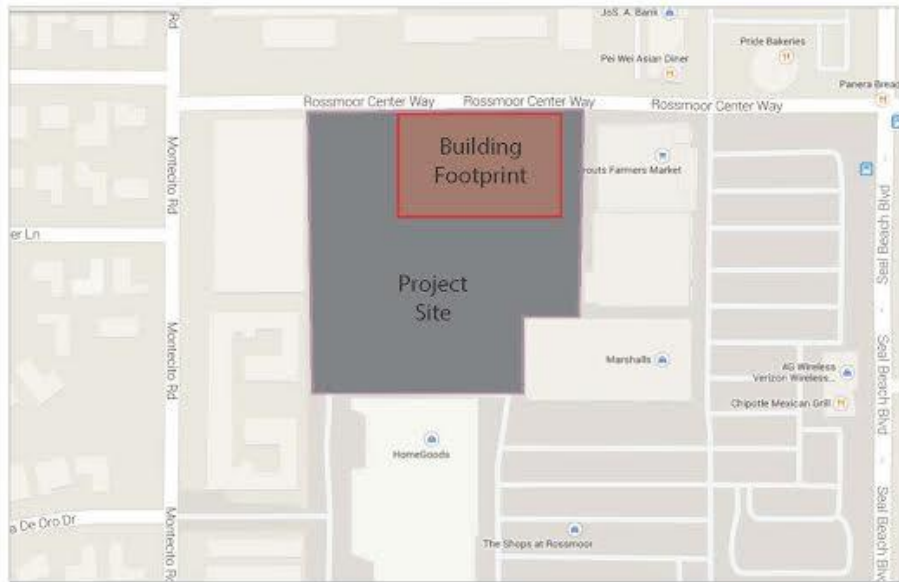 Rd
JoS. A. Bank
Pride Bakeries
Pei Wei Asian Diner
Panera Bread
Rossmoor Center Way
Rossmoor Center Way
Rossmoor Center Way
Montecito Rd
Building
Footprint
routs Farmers Market
Seal Beach Blvd
er Ln
Project
Site
Montecito Rd
Marshalls
AG Wireless
Verizon Wireless...
Seal Beach Blvd
Chipotle Mexican Grill
HomeGoods
Montecito Rd
a De Oro Dr
The Shops at Rossmoor
Seal Beach Blvd